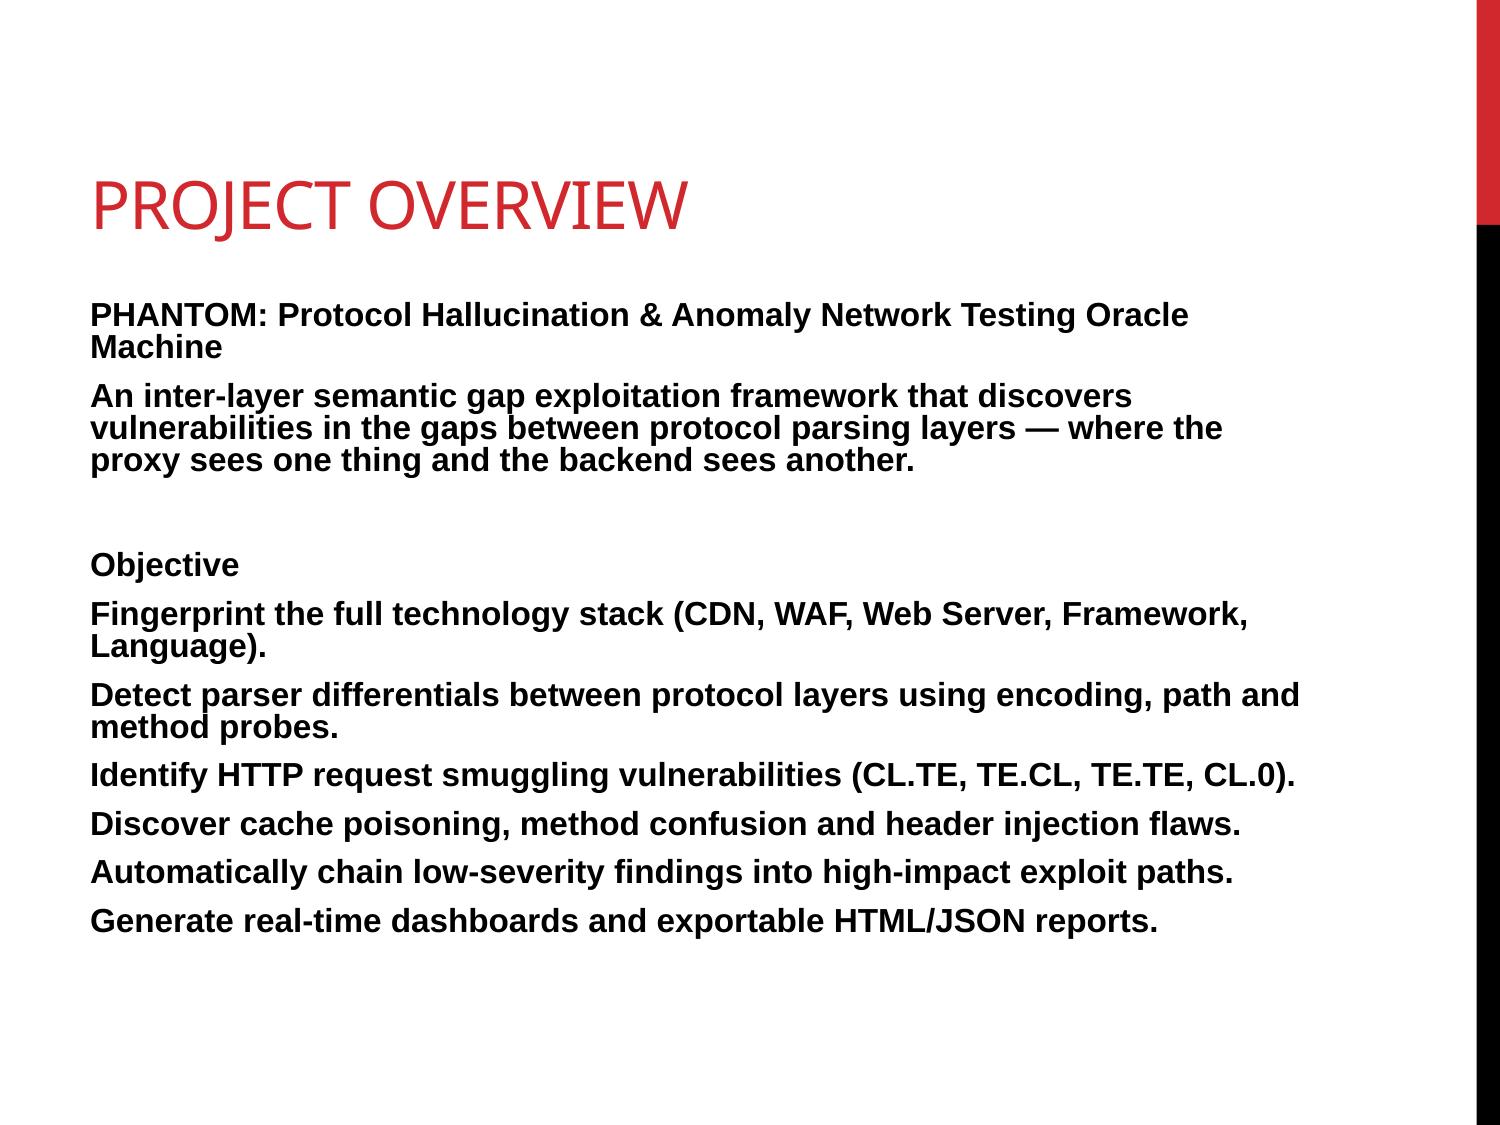 PROJECT OVERVIEW
PHANTOM: Protocol Hallucination & Anomaly Network Testing Oracle
Machine
An inter-layer semantic gap exploitation framework that discovers
vulnerabilities in the gaps between protocol parsing layers — where the
proxy sees one thing and the backend sees another.
Objective
Fingerprint the full technology stack (CDN, WAF, Web Server, Framework,
Language).
Detect parser differentials between protocol layers using encoding, path and
method probes.
Identify HTTP request smuggling vulnerabilities (CL.TE, TE.CL, TE.TE, CL.0).
Discover cache poisoning, method confusion and header injection flaws.
Automatically chain low-severity findings into high-impact exploit paths.
Generate real-time dashboards and exportable HTML/JSON reports.